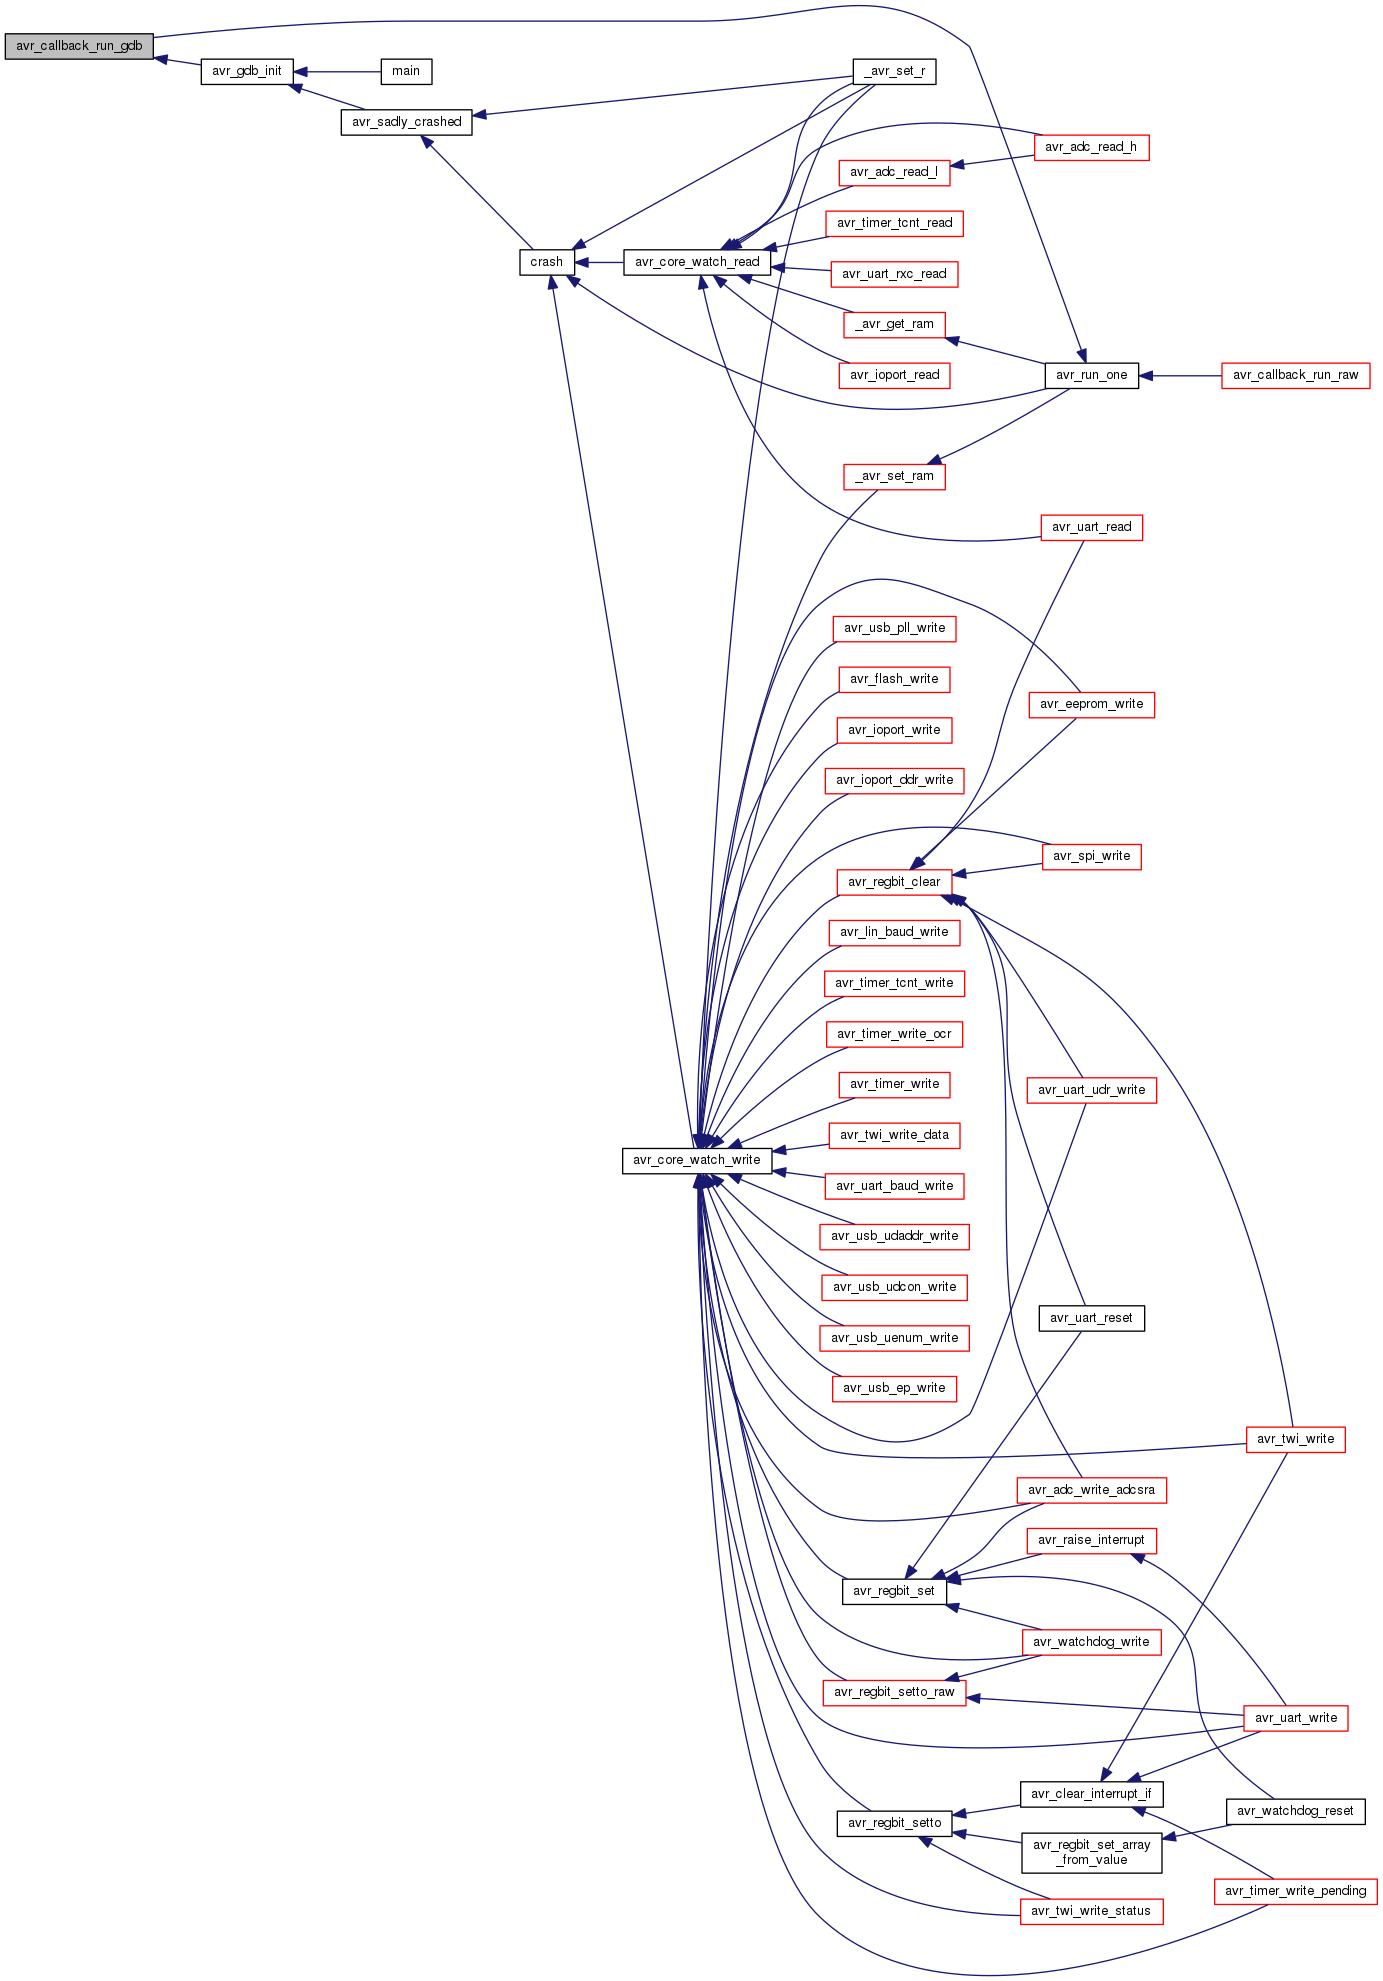 avr_callback_run_gdb
avr_gdb_init
main
_avr_set_r
avr_sadly_crashed
avr_adc_read_h
avr_adc_read_l
avr_timer_tcnt_read
crash
avr_core_watch_read
avr_uart_rxc_read
_avr_get_ram
avr_ioport_read
avr_run_one
avr_callback_run_raw
_avr_set_ram
avr_uart_read
avr_usb_pll_write
avr_flash_write
avr_eeprom_write
avr_ioport_write
avr_ioport_ddr_write
avr_spi_write
avr_regbit_clear
avr_lin_baud_write
avr_timer_tcnt_write
avr_timer_write_ocr
avr_timer_write
avr_uart_udr_write
avr_twi_write_data
avr_core_watch_write
avr_uart_baud_write
avr_usb_udaddr_write
avr_usb_udcon_write
avr_uart_reset
avr_usb_uenum_write
avr_usb_ep_write
avr_twi_write
avr_adc_write_adcsra
avr_raise_interrupt
avr_regbit_set
avr_watchdog_write
avr_regbit_setto_raw
avr_uart_write
avr_clear_interrupt_if
avr_watchdog_reset
avr_regbit_setto
avr_regbit_set_array
_from_value
avr_timer_write_pending
avr_twi_write_status